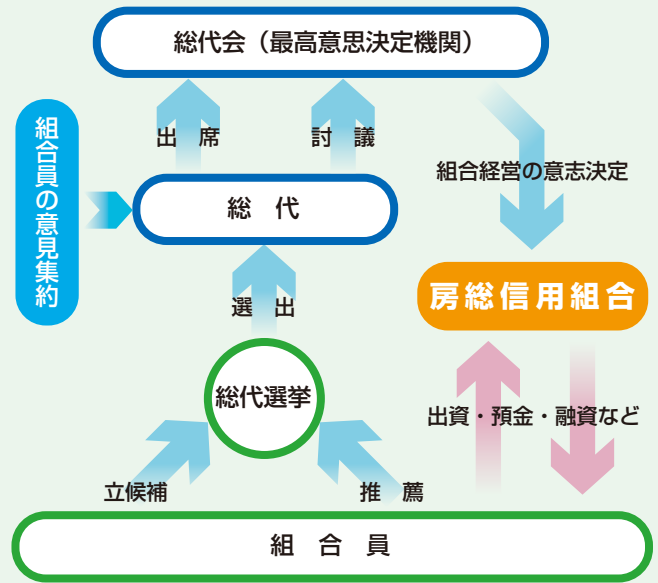 総代会（最高意思決定機関）
出　席
討　議
組合員の意見集約
組合経営の意志決定
総　代
選　出
房総信用組合
総代選挙
出資・預金・融資など
立候補
推　薦
組　合　員